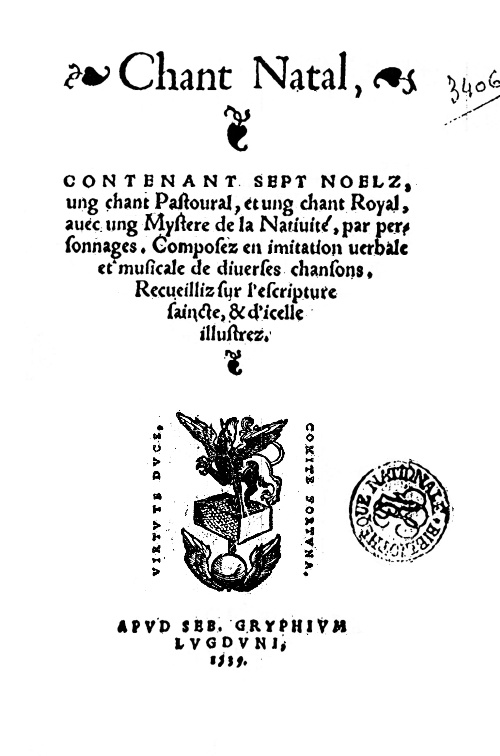 Chant Natal,
3406
CONTENANT SEPT NOELZ,
ung chant Paſtoural, et ung chant Royal,
auec ung Myſtere de la Natiuité, par per⸗
ſonnages. Compoſez en imitation uerbale
et muſicale de diuerſes chanſons.
Recueilliz ſur l'eſcripture
ſaincte, & d'icelle
illuſtrez.
VIRTVTE DVCE,
COMITE FORTVNA.
BIBLIOTHEQUE NATIONALE
APVD SEB. GRYPHIVM
LVGDVNI,
1539.